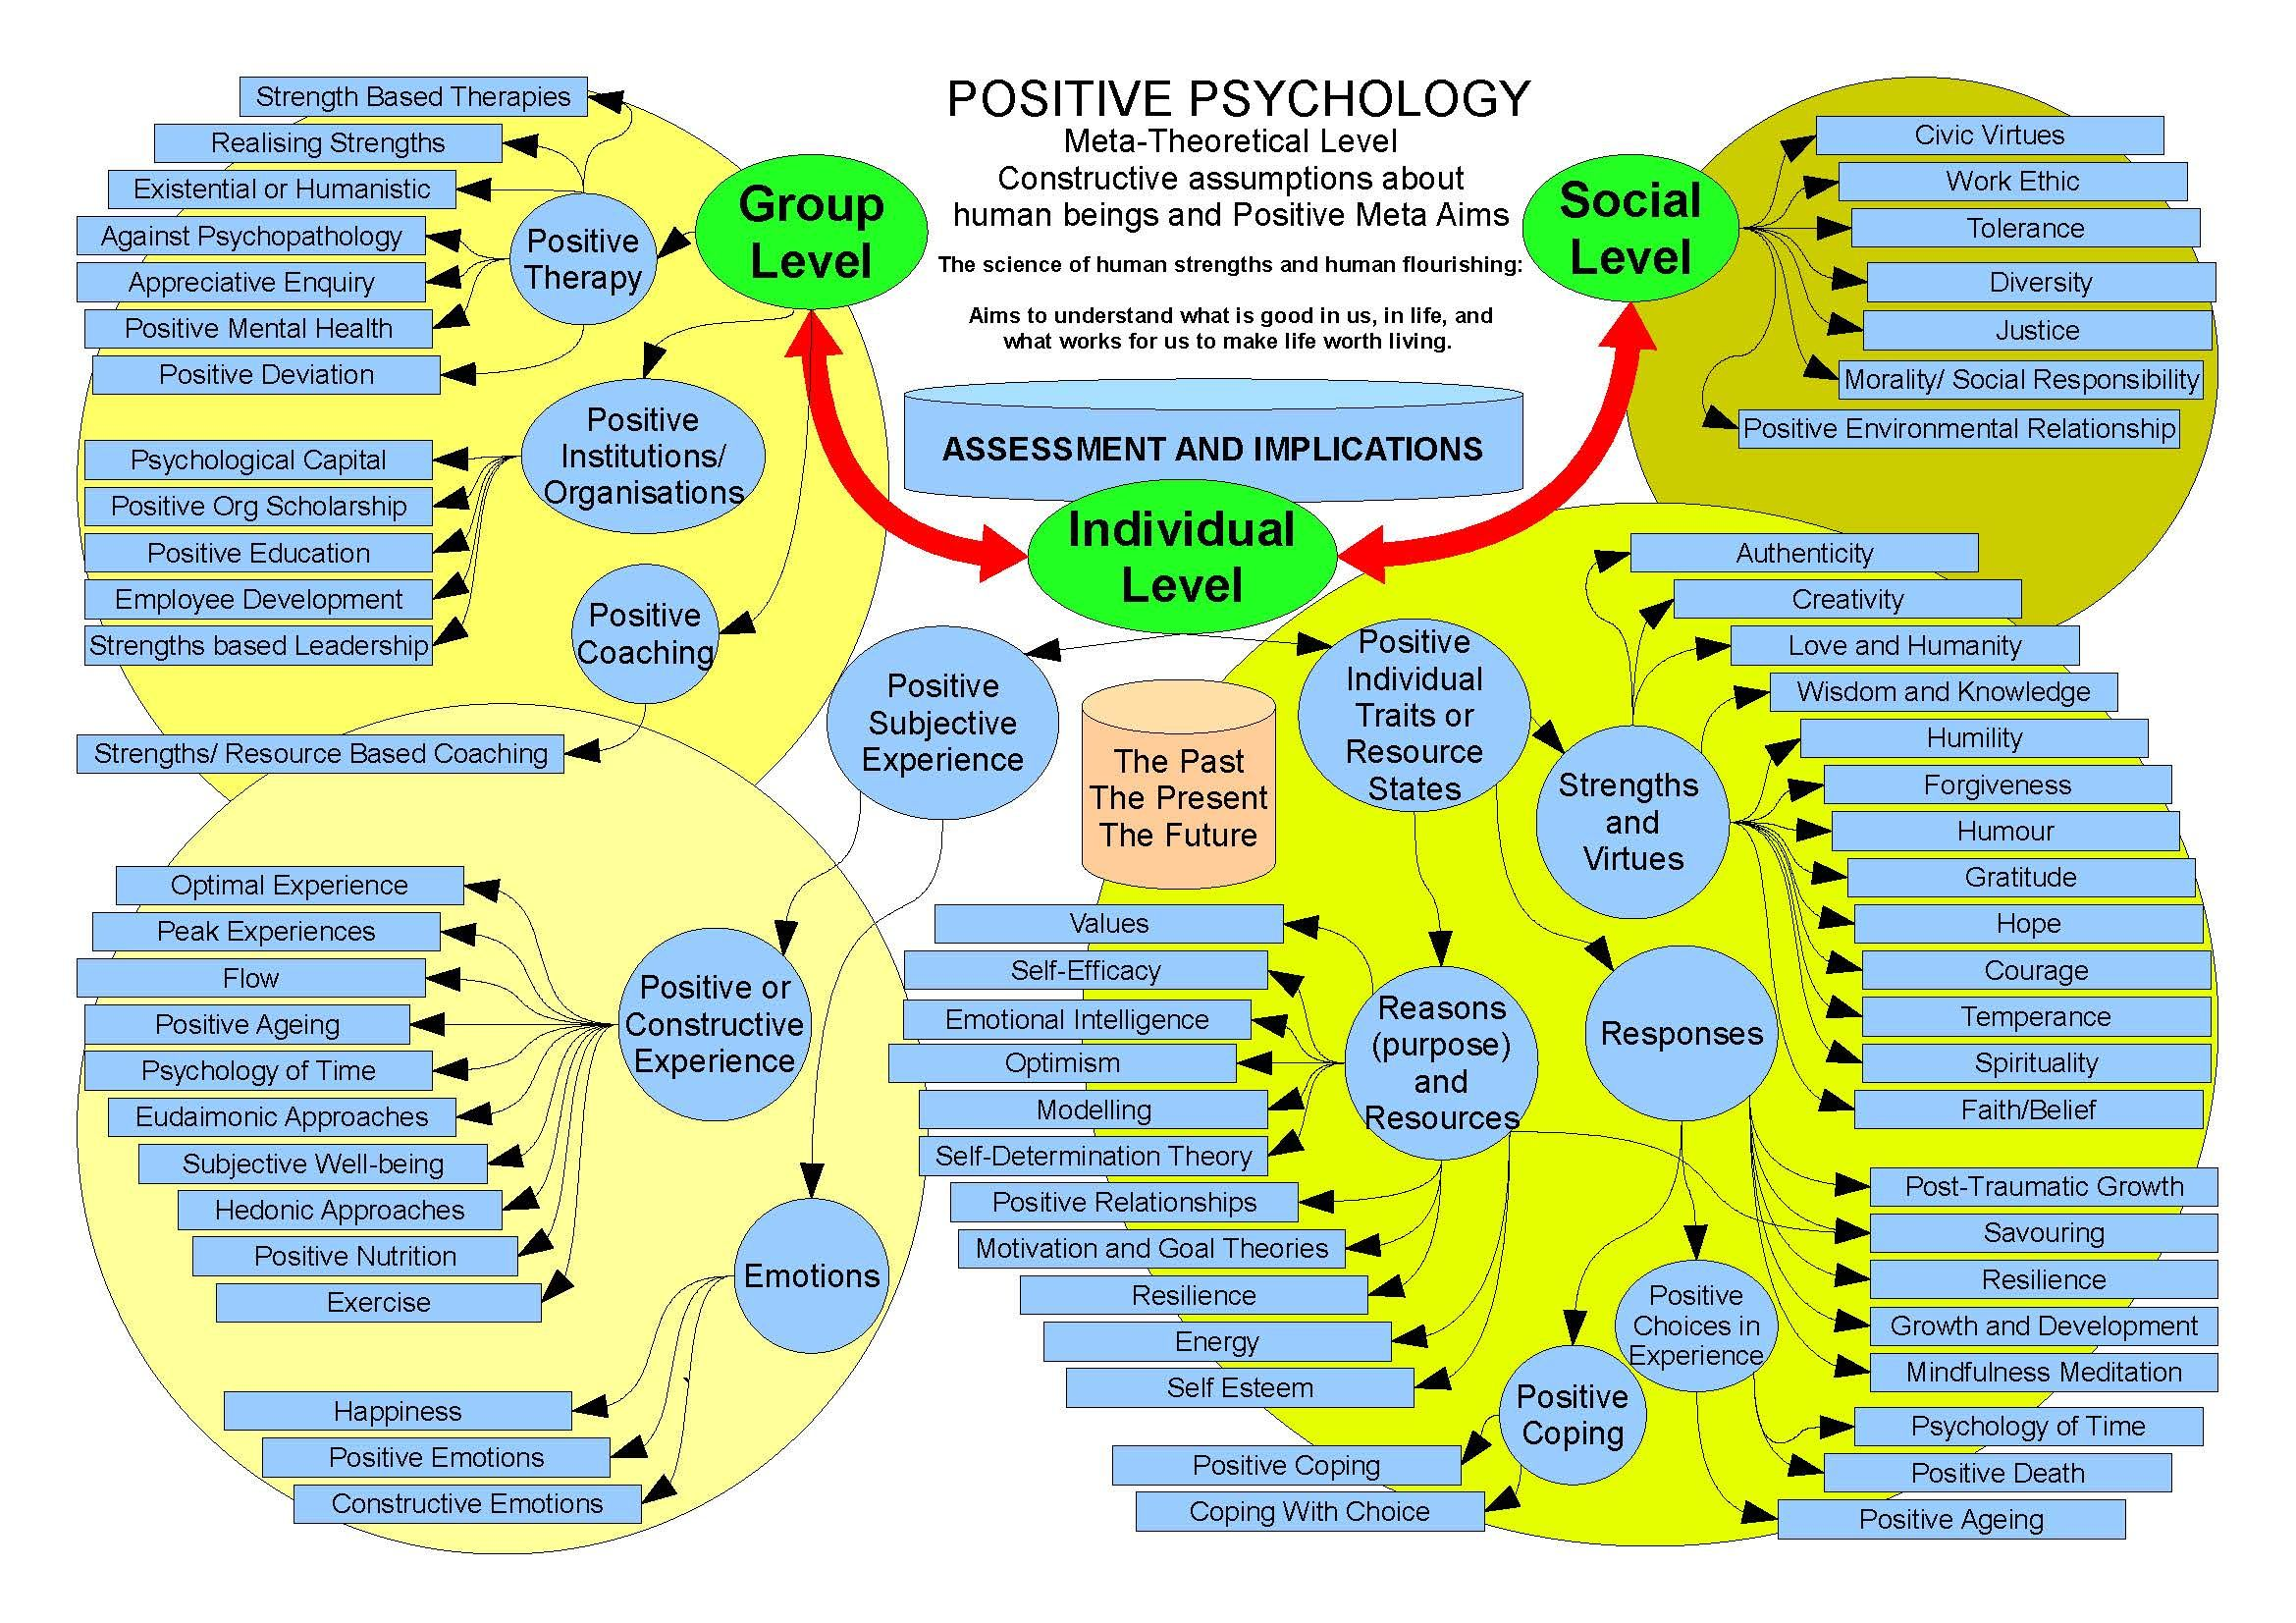 POSITIVE PSYCHOLOGY
Meta-Theoretical Level
Constructive assumptions about
human beings and Positive Meta Aims
The science of human strengths and human flourishing:
Aims to understand what is good in us, in life, and
what works for us to make life worth living.
ASSESSMENT AND IMPLICATIONS
Group
Level
Strength Based Therapies
Realising Strengths
Existential or Humanistic
Against Psychopathology
Appreciative Enquiry
Positive Mental Health
Positive Deviation
Positive
Therapy
Positive
Institutions/
Organisations
Psychological Capital
Positive Org Scholarship
Positive Education
Employee Development
Strengths based Leadership
Positive
Coaching
Strengths/ Resource Based Coaching
Social
Level
Civic Virtues
Work Ethic
Tolerance
Diversity
Justice
Morality/ Social Responsibility
Positive Environmental Relationship
Individual
Level
Positive
Subjective
Experience
The Past
The Present
The Future
Positive
Individual
Traits or
Resource
States
Optimal Experience
Peak Experiences
Flow
Positive Ageing
Psychology of Time
Eudaimonic Approaches
Subjective Well-being
Hedonic Approaches
Positive Nutrition
Exercise
Positive or
Constructive
Experience
Emotions
Happiness
Positive Emotions
Constructive Emotions
Strengths
and
Virtues
Authenticity
Creativity
Love and Humanity
Wisdom and Knowledge
Humility
Forgiveness
Humour
Gratitude
Hope
Courage
Temperance
Spirituality
Faith/Belief
Values
Self-Efficacy
Emotional Intelligence
Optimism
Modelling
Self-Determination Theory
Positive Relationships
Motivation and Goal Theories
Resilience
Energy
Self Esteem
Reasons
(purpose)
and
Resources
Responses
Post-Traumatic Growth
Savouring
Resilience
Growth and Development
Mindfulness Meditation
Positive
Choices in
Experience
Psychology of Time
Positive Death
Positive Ageing
Positive
Coping
Positive Coping
Coping With Choice